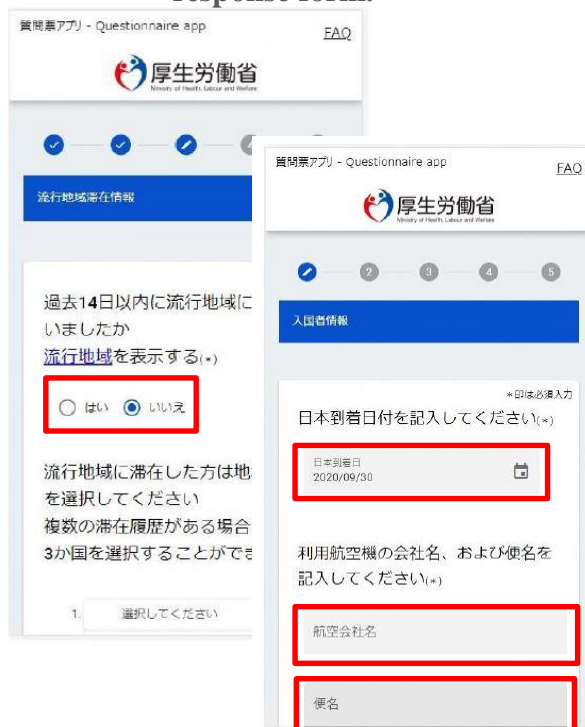 response form.
質問票アプリ - Questionnaire app
FAQ
厚生労働省
Ministry of Health, Labour and Welfare
流行地域滞在情報
過去14日以内に流行地域に
いましたか
流行地域を表示する(*)
はい
いいえ
流行地域に滞在した方は地
を選択してください
複数の滞在履歴がある場合
3か国を選択することができ
1.
選択してください
質問票アプリ - Questionnaire app
FAQ
厚生労働省
Ministry of Health, Labour and Welfare
2
3
4
5
入国者情報
*印は必須入力
日本到着日付を記入してください(*)
日本到着日
2020/09/30
利用航空機の会社名、および便名を
記入してください(*)
航空会社名
便名